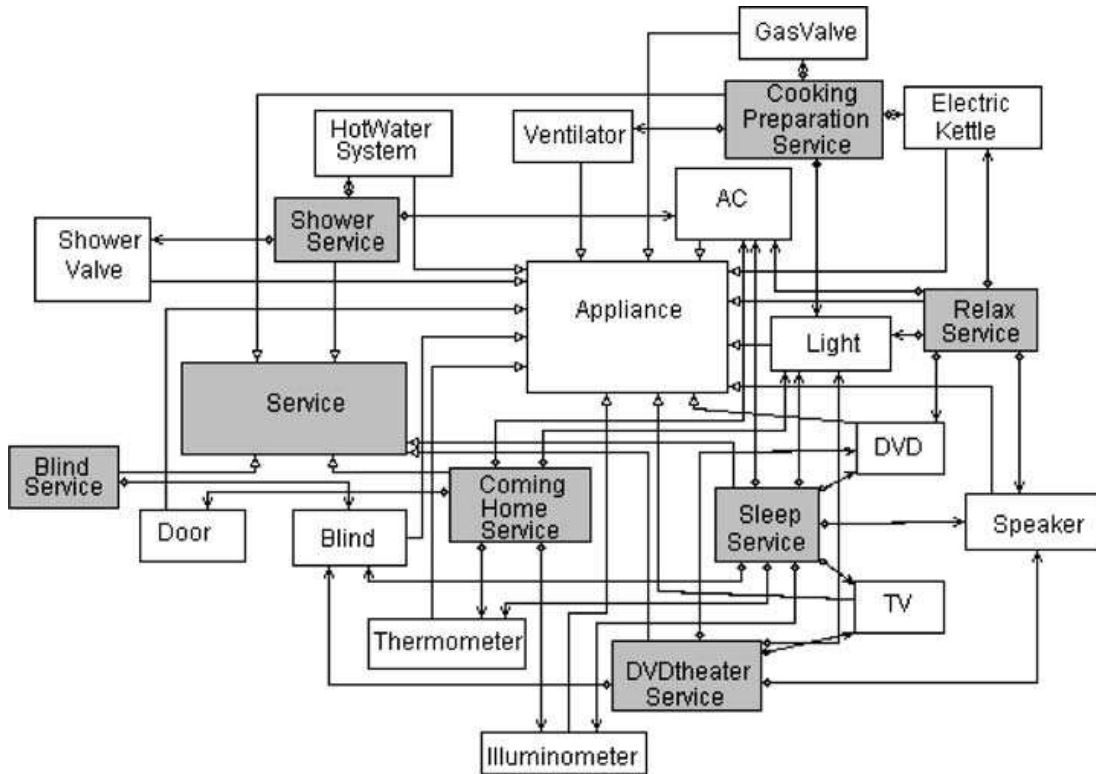 GasValve
Cooking
Preparation
Service
Electric
Kettle
HotWater
System
Ventilator
AC
Shower
Service
Shower
Valve
Appliance
Relax
Service
Light
Service
DVD
Blind
Service
Coming
Home
Service
Sleep
Service
Speaker
Door
Blind
TV
Thermometer
DVDtheater
Service
Illuminometer